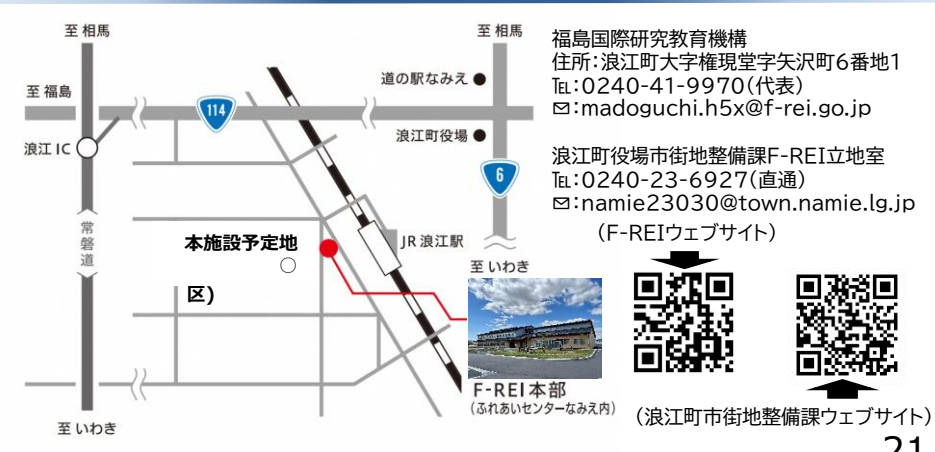 至 相馬
至 福島
114
浪江 IC
常磐道
至 いわき
本施設予定地
○
区)
JR 浪江駅
至 相馬
道の駅なみえ
浪江町役場
6
至 いわき
F-REI 本部
(ふれあいセンターなみえ内)
福島国際研究教育機構
住所:浪江町大字権現堂字矢沢町6番地1
℡:0240-41-9970(代表)
✉:madoguchi.h5x@f-rei.go.jp
浪江町役場市街地整備課F-REI立地室
℡:0240-23-6927(直通)
✉:namie23030@town.namie.lg.jp
(F-REIウェブサイト)
(浪江町市街地整備課ウェブサイト)
21